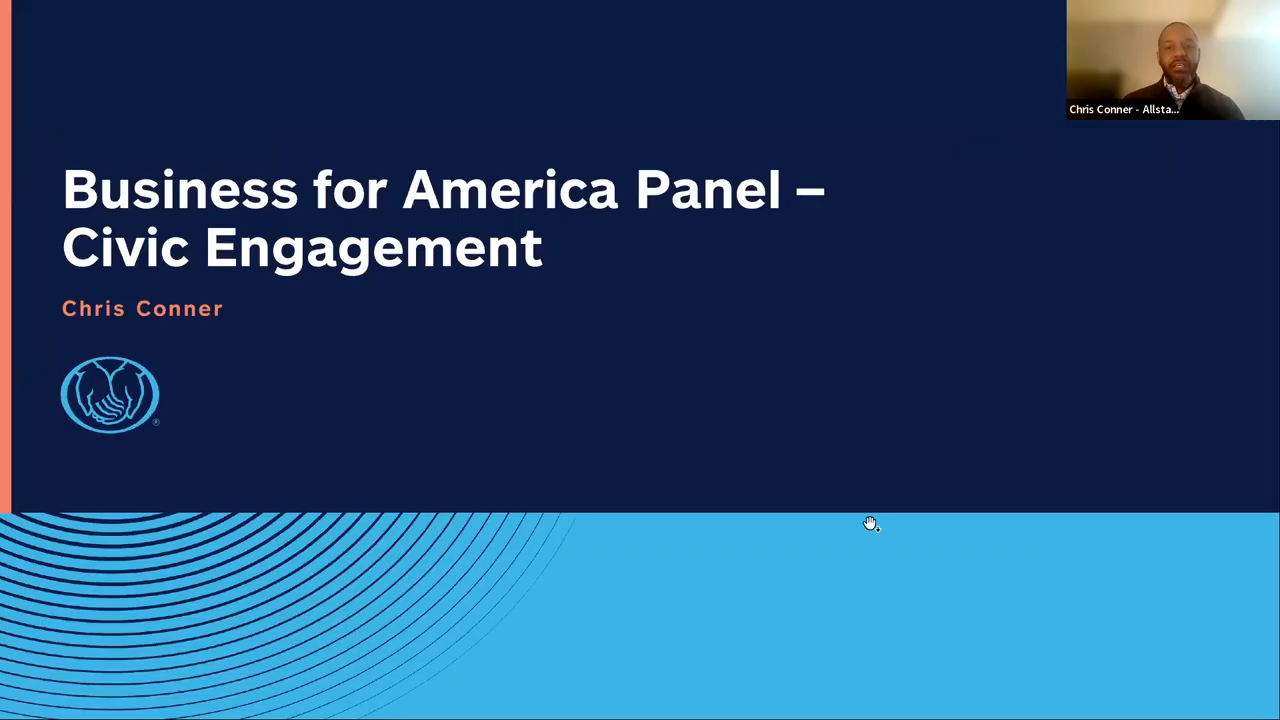 Chris Conner - Allsta...
Business for America Panel –
Civic Engagement
Chris Conner
®